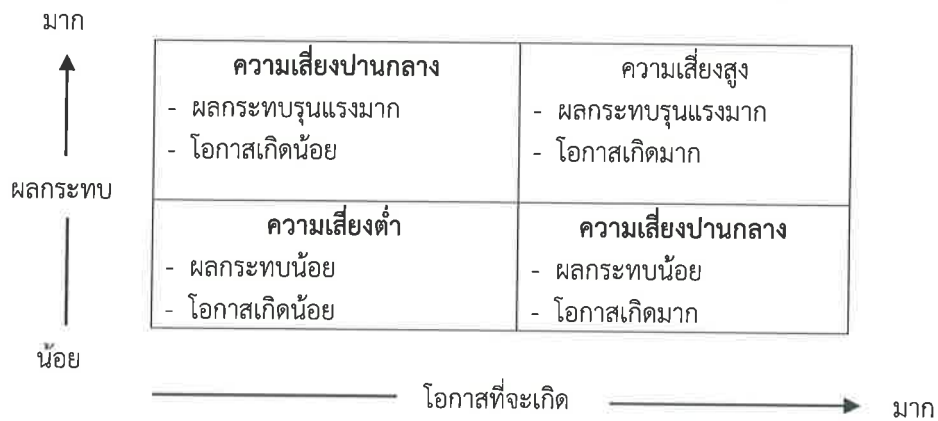 มาก
ความเสี่ยงปานกลาง
- ผลกระทบรุนแรงมาก
- โอกาสเกิดน้อย
ความเสี่ยงสูง
- ผลกระทบรุนแรงมาก
- โอกาสเกิดมาก
ผลกระทบ
ความเสี่ยงต่ำ
- ผลกระทบน้อย
- โอกาสเกิดน้อย
ความเสี่ยงปานกลาง
- ผลกระทบน้อย
- โอกาสเกิดมาก
น้อย
โอกาสที่จะเกิด
มาก